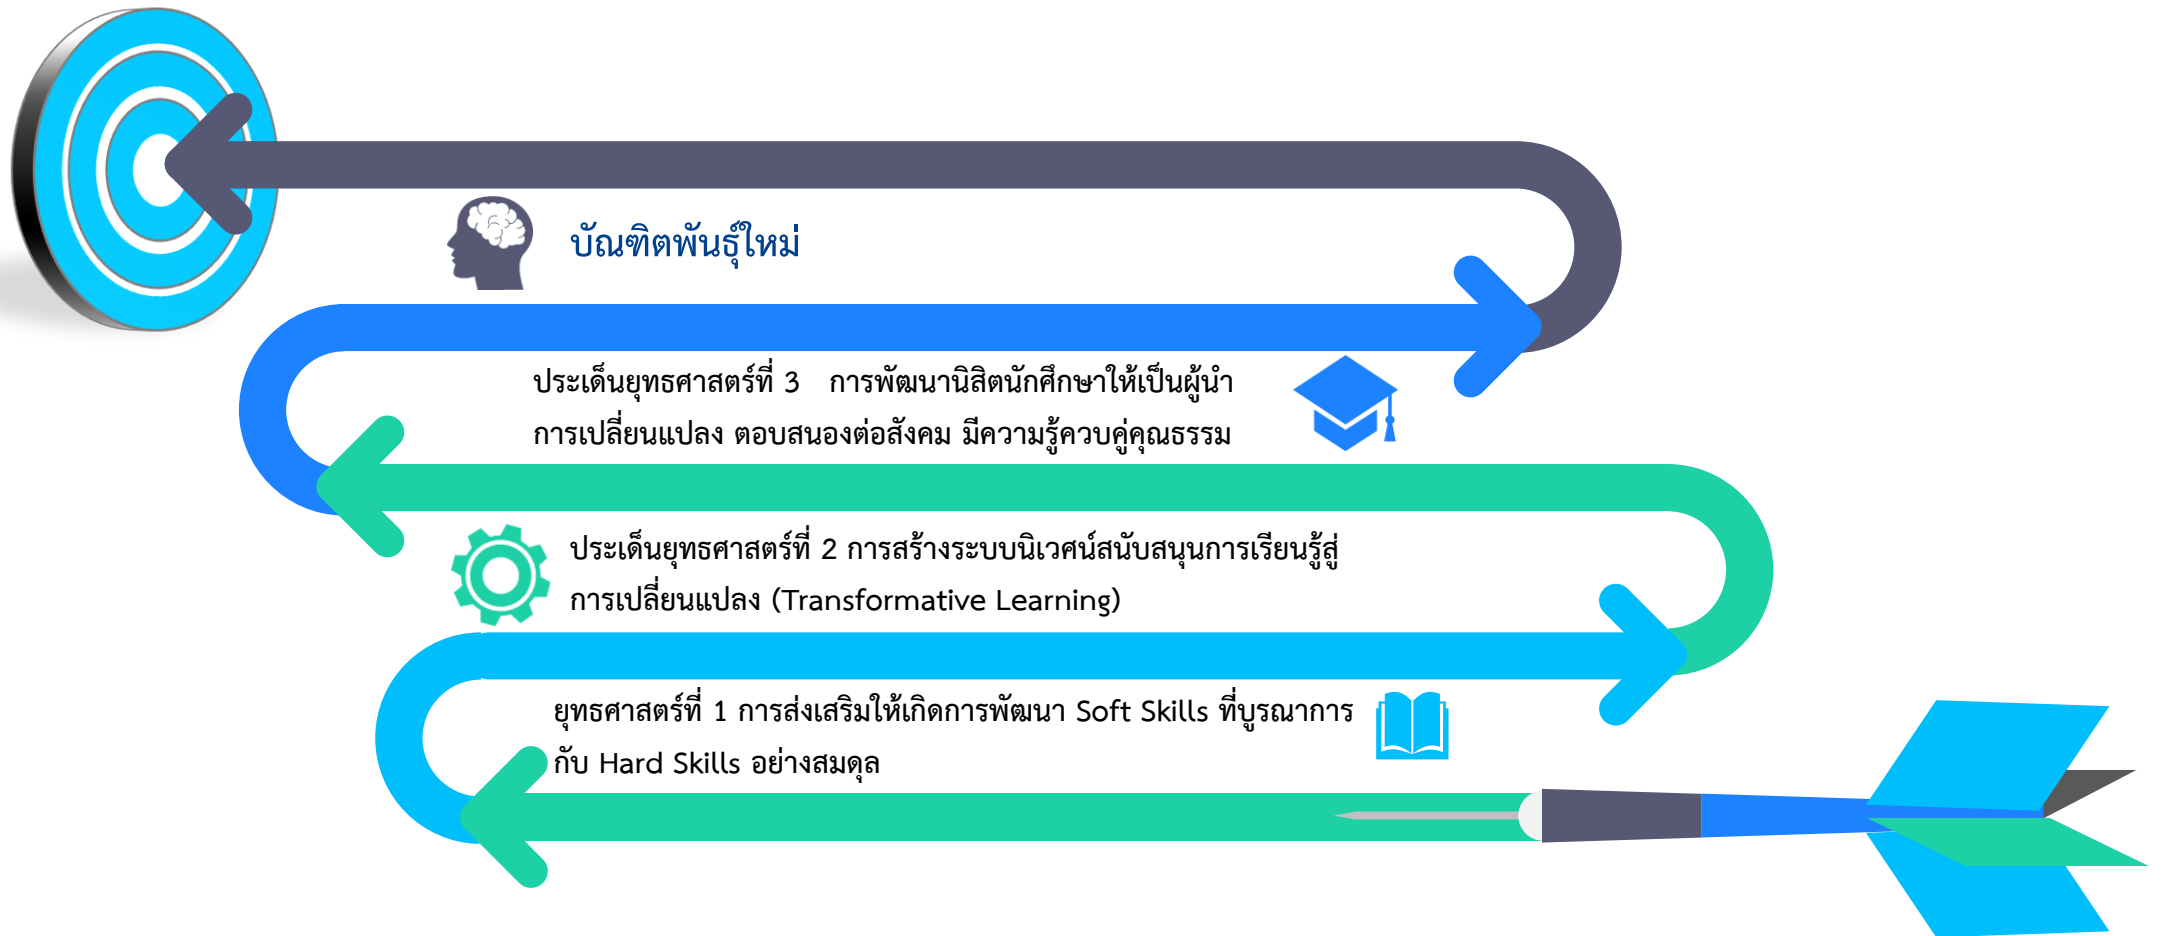 บัณฑิตพันธุ์ใหม่
ประเด็นยุทธศาสตร์ที่ 3 การพัฒนานิสิตนักศึกษาให้เป็นผู้นำ
การเปลี่ยนแปลง ตอบสนองต่อสังคม มีความรู้ควบคู่คุณธรรม
ประเด็นยุทธศาสตร์ที่ 2 การสร้างระบบนิเวศน์สนับสนุนการเรียนรู้สู่
การเปลี่ยนแปลง (Transformative Learning)
ยุทธศาสตร์ที่ 1 การส่งเสริมให้เกิดการพัฒนา Soft Skills ที่บูรณาการ
กับ Hard Skills อย่างสมดุล